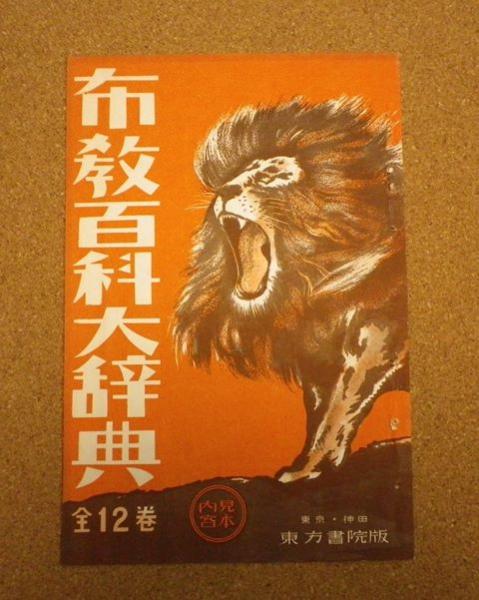 布教百科大辞典
全12巻
内容
見本
東京・神田
東方書院版